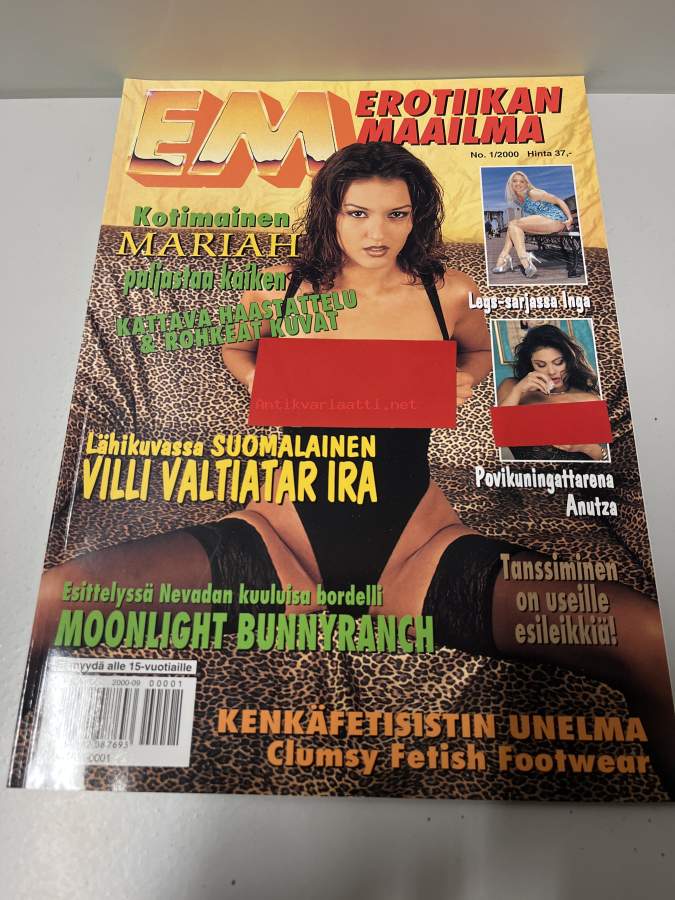 EM
EROTIIKAN
MAAILMA
No. 1/2000 Hinta 37,-
Kotimainen
MARIAH
paljastaa kaiken
KATTAVA HAASTATTELU
& ROHKEAT KUVAT
Legs-sarjassa Inga
Antikvariaatti.net
Lähikuvassa SUOMALAINEN
VILLI VALTIATAR IRA
Povikuningattarena
Anutza
Tanssiminen
on useille
esileikkiä!
Esittelyssä Nevadan kuuluisa bordelli
MOONLIGHT BUNNYRANCH
myydä alle 15-vuotiaille
2000-09 00001
KENKÄFETISISTIN UNELMA
Clumsy Fetish Footwear